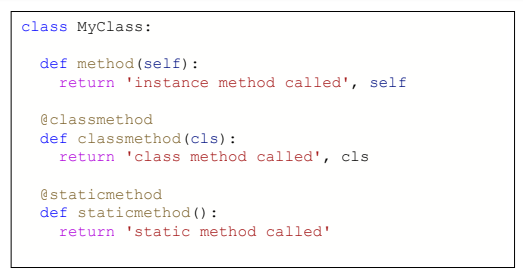 class MyClass:
  def method(self):
    return 'instance method called', self
  @classmethod
  def classmethod(cls):
    return 'class method called', cls
  @staticmethod
  def staticmethod():
    return 'static method called'